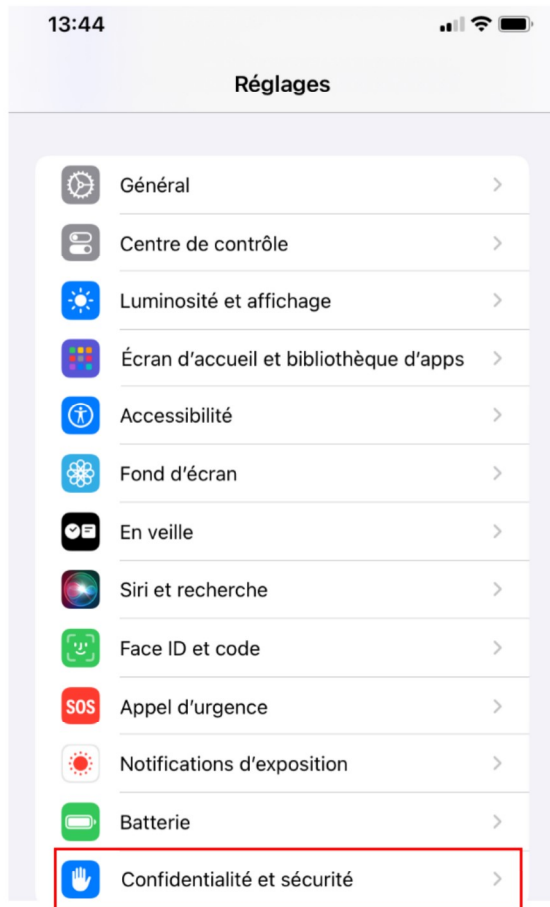 13:44
Réglages
Général
Centre de contrôle
Luminosité et affichage
Écran d’accueil et bibliothèque d’apps
Accessibilité
Fond d’écran
En veille
Siri et recherche
Face ID et code
SOS Appel d’urgence
Notifications d’exposition
Batterie
Confidentialité et sécurité